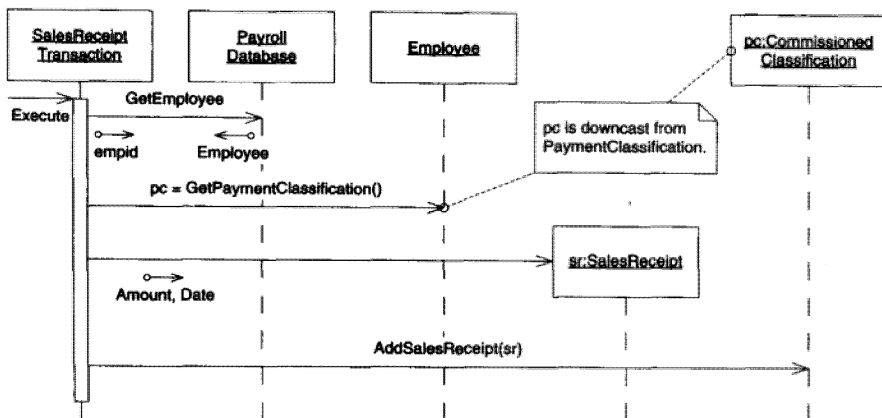 SalesReceipt
Transaction
Payroll
Database
Employee
pc:Commissioned
Classification
Execute
GetEmployee
empid
Employee
pc is downcast from
PaymentClassification.
pc = GetPaymentClassification()
sr:SalesReceipt
Amount, Date
AddSalesReceipt(sr)